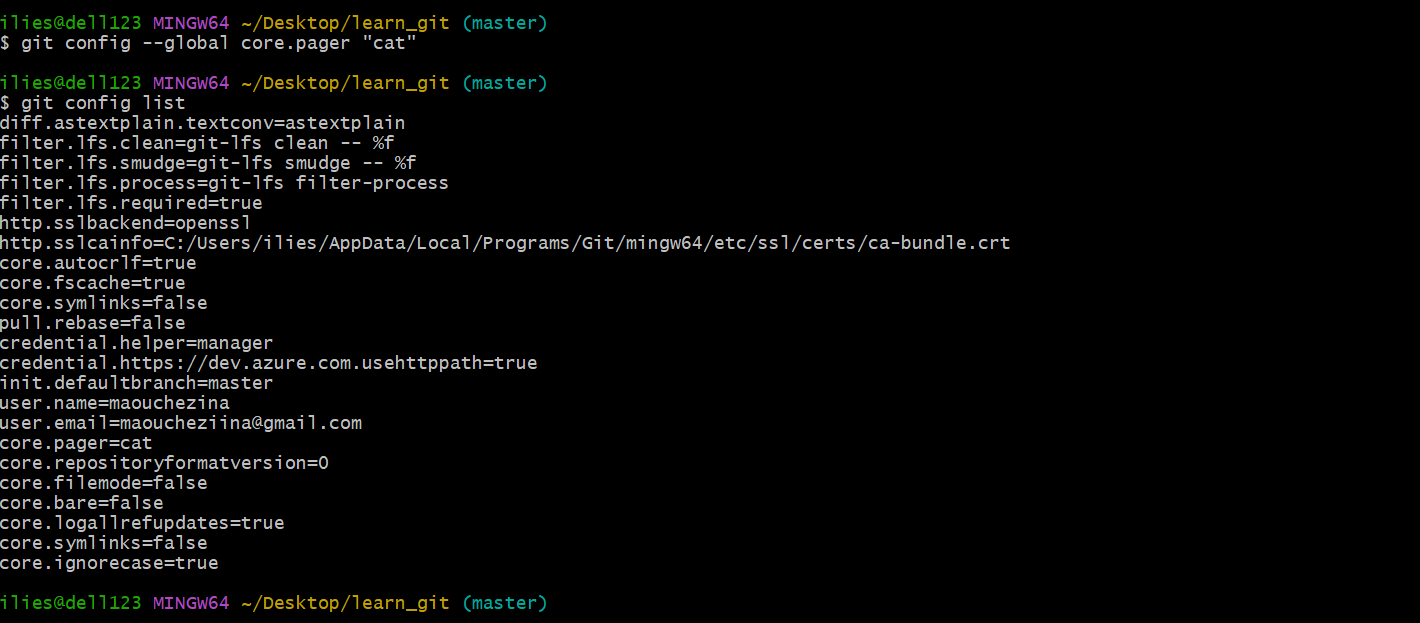 ilies@dell123 MINGW64 ~/Desktop/learn_git (master)
$ git config --global core.pager "cat"
ilies@dell123 MINGW64 ~/Desktop/learn_git (master)
$ git config list
diff.astextplain.textconv=astextplain
filter.lfs.clean=git-lfs clean -- %f
filter.lfs.smudge=git-lfs smudge -- %f
filter.lfs.process=git-lfs filter-process
filter.lfs.required=true
http.sslbackend=openssl
http.sslcainfo=C:/Users/ilies/AppData/Local/Programs/Git/mingw64/etc/ssl/certs/ca-bundle.crt
core.autocrlf=true
core.fscache=true
core.symlinks=false
pull.rebase=false
credential.helper=manager
credential.https://dev.azure.com.usehttppath=true
init.defaultbranch=master
user.name=maouchezina
user.email=maoucheziina@gmail.com
core.pager=cat
core.repositoryformatversion=0
core.filemode=false
core.bare=false
core.logallrefupdates=true
core.symlinks=false
core.ignorecase=true
ilies@dell123 MINGW64 ~/Desktop/learn_git (master)